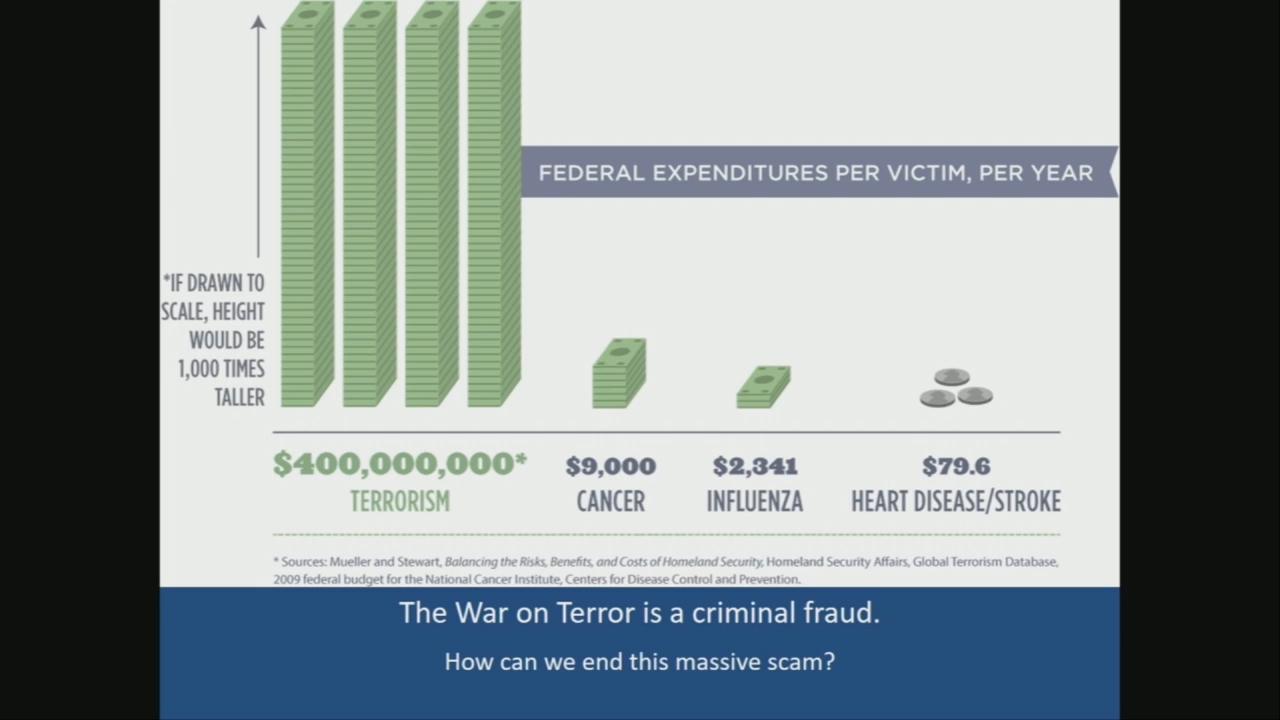 FEDERAL EXPENDITURES PER VICTIM, PER YEAR
*IF DRAWN TO
SCALE, HEIGHT
WOULD BE
1,000 TIMES
TALLER
$400,000,000*
TERRORISM
$9,000
CANCER
$2,341
INFLUENZA
$79.6
HEART DISEASE/STROKE
* Sources: Mueller and Stewart, Balancing the Risks, Benefits, and Costs of Homeland Security, Homeland Security Affairs, Global Terrorism Database,
2009 federal budget for the National Cancer Institute, Centers for Disease Control and Prevention.
The War on Terror is a criminal fraud.
How can we end this massive scam?